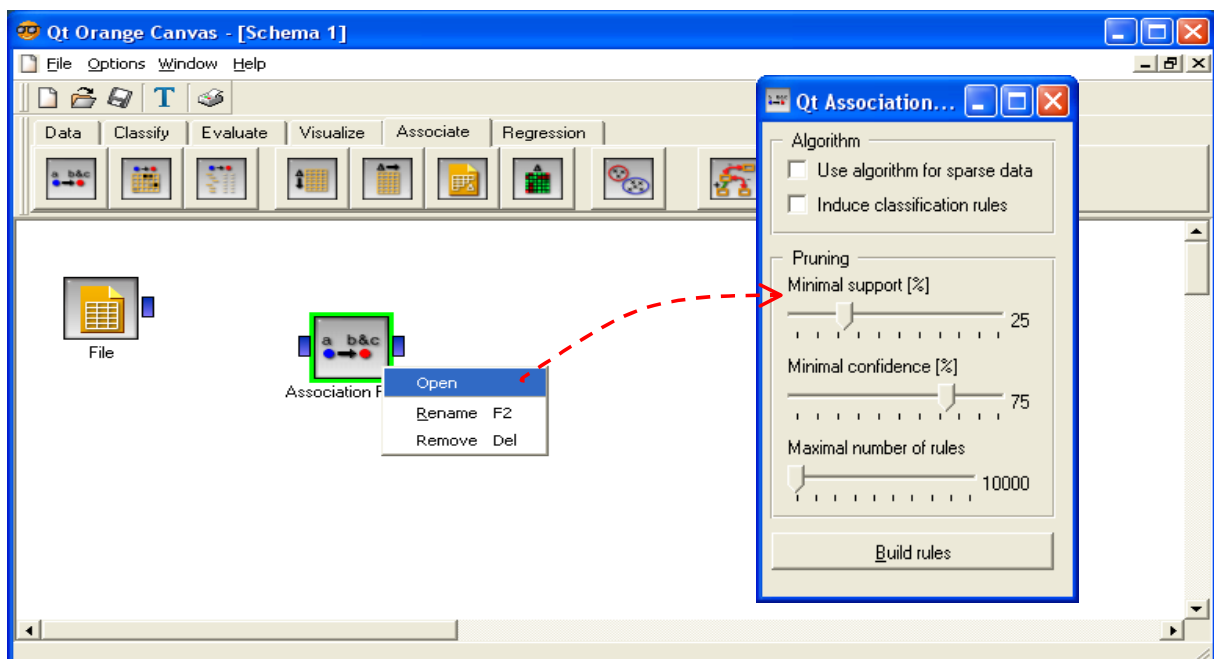 Qt Orange Canvas - [Schema 1]
File Options Window Help
T
Data Classify Evaluate Visualize Associate Regression
a b&c
File
a b&c
Association F
Open
Rename F2
Remove Del
Qt Association...
Algorithm
Use algorithm for sparse data
Induce classification rules
Pruning
Minimal support [%]
25
Minimal confidence [%]
75
Maximal number of rules
10000
Build rules